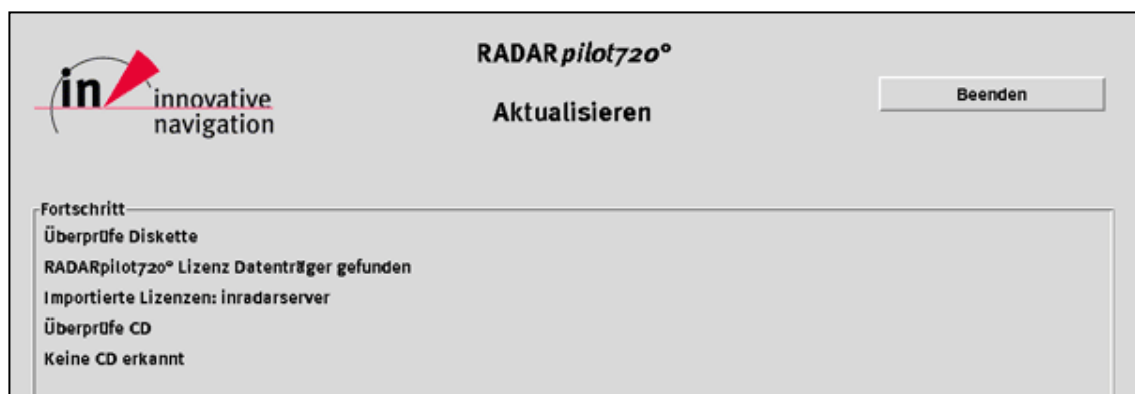 in
innovative
navigation
RADARpilot720°
Aktualisieren
Beenden
Fortschritt
Überprüfe Diskette
RADARpilot720° Lizenz Datenträger gefunden
Importierte Lizenzen: inradarserver
Überprüfe CD
Keine CD erkannt